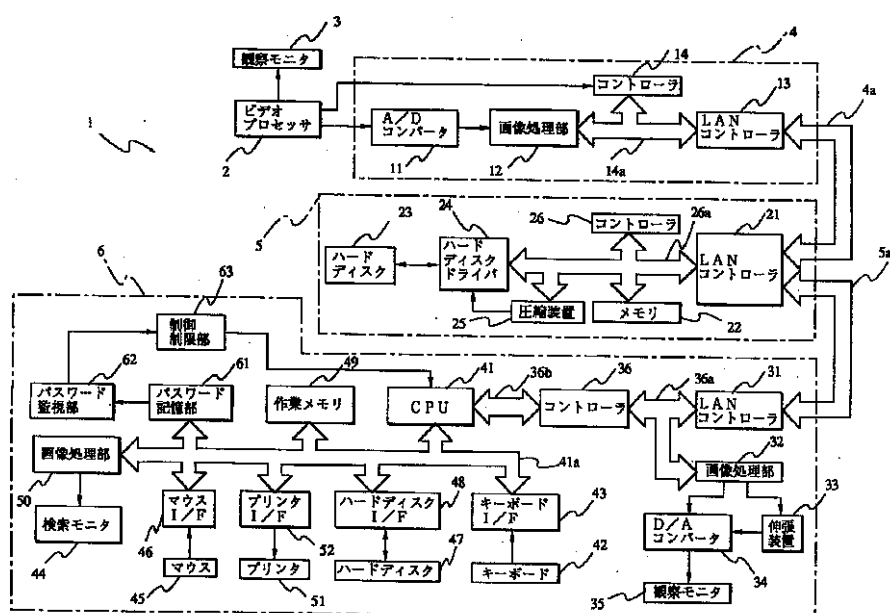 3
観察モニタ
4
14
コントローラ
13
4a
1
ビデオ
プロセッサ
2
A/D
コンバータ
11
画像処理部
12
14a
LAN
コントローラ
23
24
26
コントローラ
26a
21
5
ハード
ディスク
ハード
ディスク
ドライバ
LAN
コントローラ
5a
25
圧縮装置
メモリ
22
6
63
制御
制限部
62
61
49
41
36b
36
36a
31
パスワード
監視部
パスワード
記憶部
作業メモリ
CPU
コントローラ
LAN
コントローラ
画像処理部
50
41a
32
画像処理部
33
検索モニタ
44
マウス
I/F
46
プリンタ
I/F
52
ハードディスク
I/F
48
キーボード
I/F
43
D/A
コンバータ
34
伸張
装置
マウス
45
プリンタ
51
ハードディスク
47
キーボード
42
観察モニタ
35